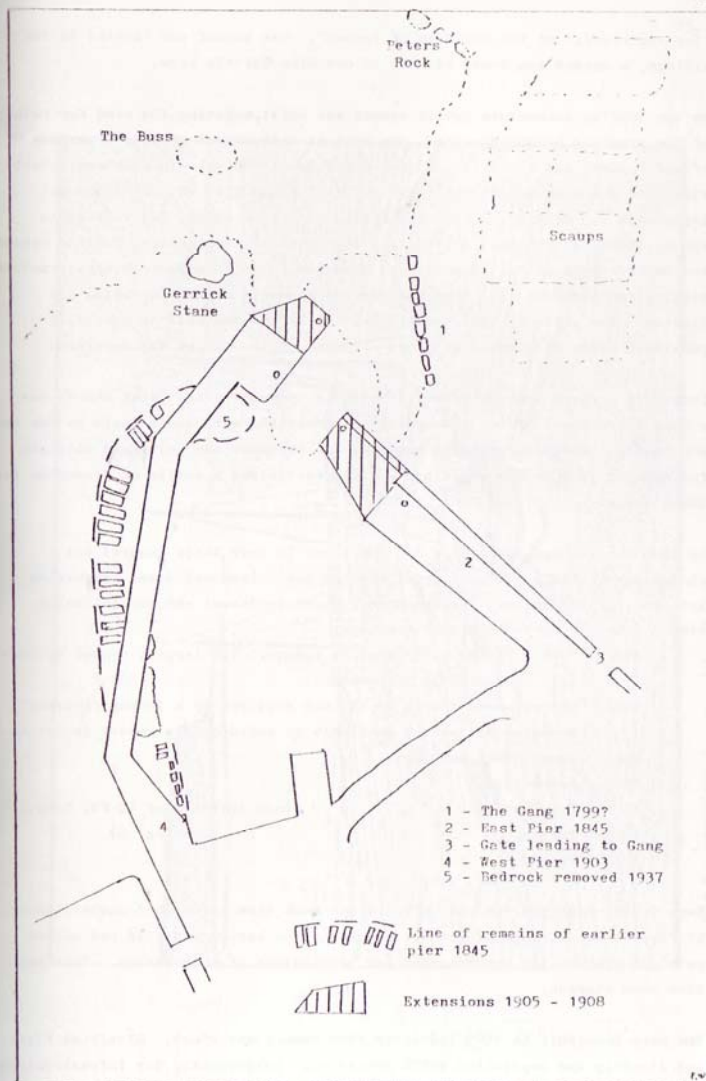 Peters
Rock
The Buss
Scaups
Gerrick
Stane
1
5
2
3
4
1 - The Gang 1799?
2 - East Pier 1845
3 - Gate leading to Gang
4 - West Pier 1903
5 - Bedrock removed 1937
Line of remains of earlier
pier 1845
Extensions 1905 - 1908